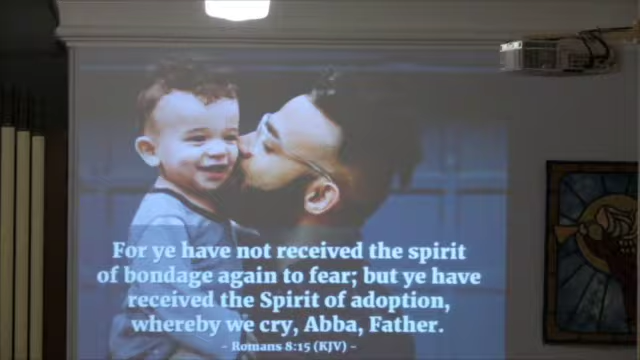 For ye have not received the spirit
of bondage again to fear; but ye have
received the Spirit of adoption,
whereby we cry, Abba, Father.
- Romans 8:15 (KJV) -